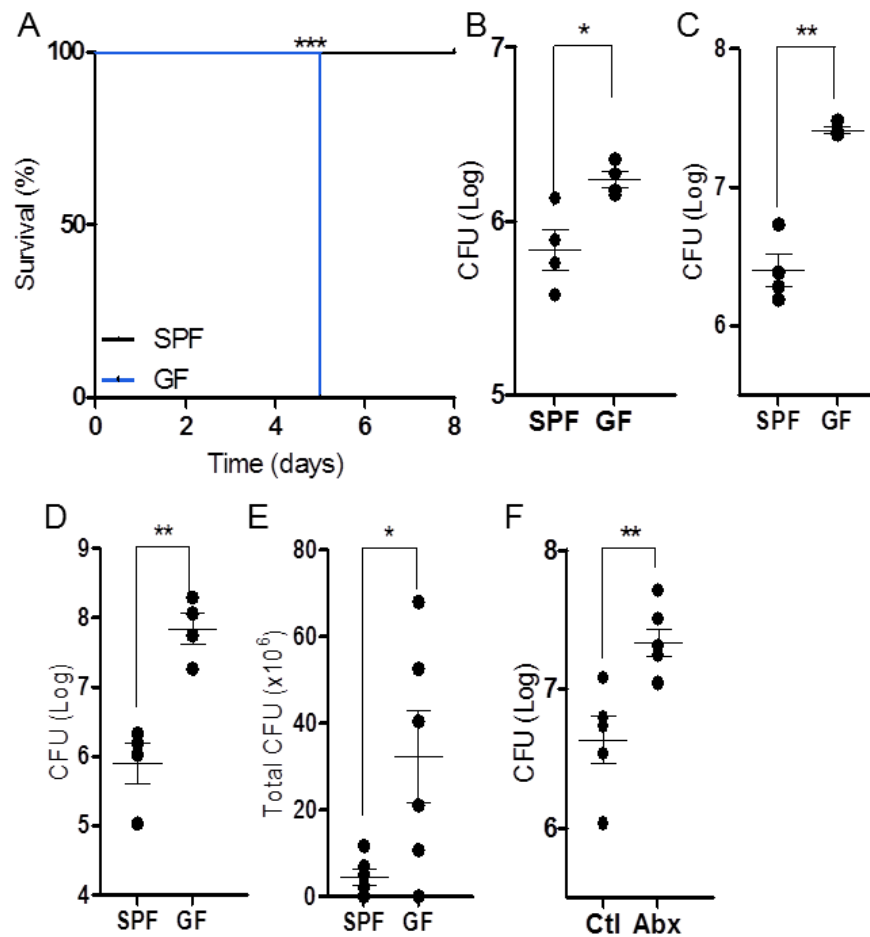 A
***
100
50
0
Survival (%)
SPF
GF
0 2 4 6 8
Time (days)
B
*
7
6
5
CFU (Log)
SPF GF
C
**
8
7
6
CFU (Log)
SPF GF
D
**
9
8
7
6
5
4
CFU (Log)
SPF GF
E
*
80
60
40
20
0
Total CFU (x10⁶)
SPF GF
F
**
8
7
6
CFU (Log)
Ctl Abx